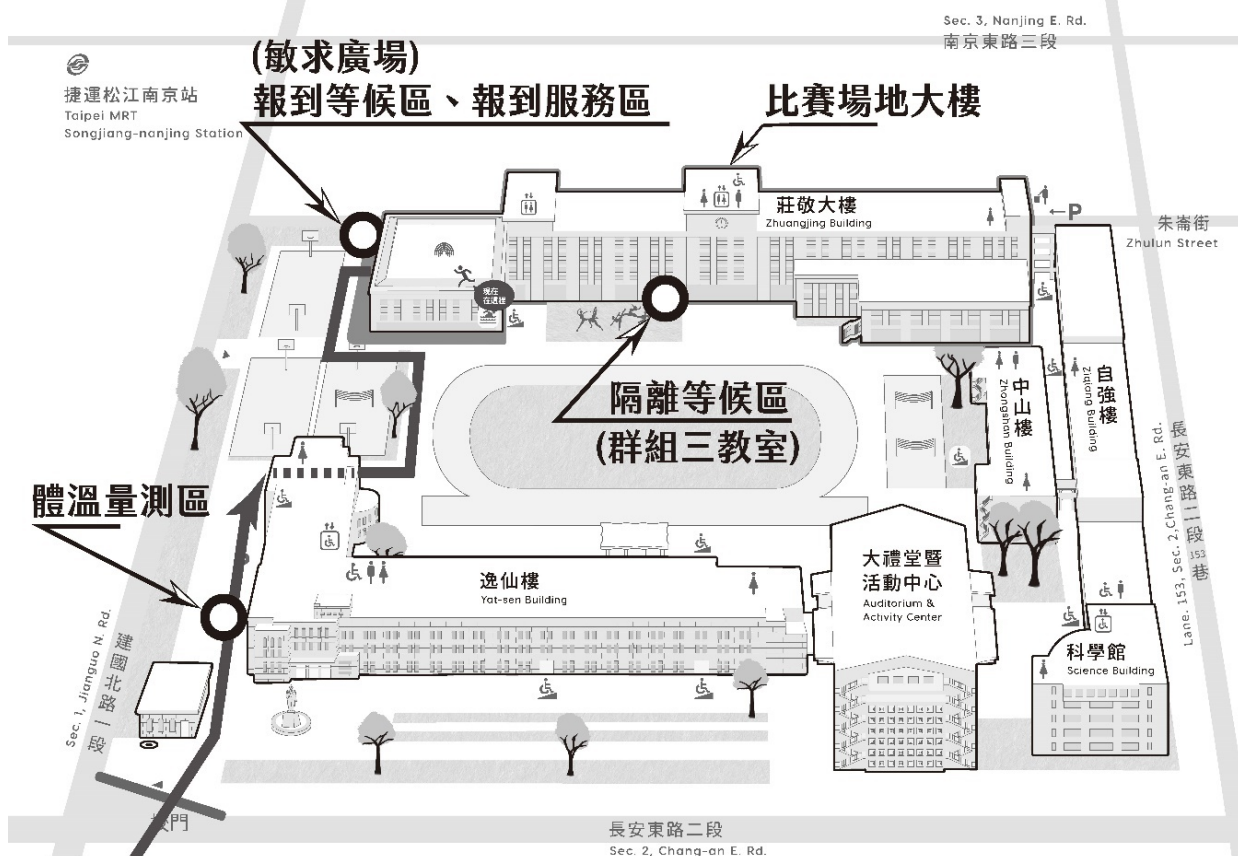 Sec. 3, Nanjing E. Rd.
南京東路三段
捷運松江南京站
Taipei MRT
Songjiang-nanjing Station
(敏求廣場)
報到等候區、報到服務區
比賽場地大樓
莊敬大樓
Zhuangjing Building
←P
朱崙街
Zhulun Street
現在
在這裡
隔離等候區
(群組三教室)
中山樓
Zhongshan Building
自強樓
Ziqiang Building
體溫量測區
逸仙樓
Yat-sen Building
大禮堂暨
活動中心
Auditorium &
Activity Center
科學館
Science Building
長安東路二段353巷
Lane. 153, Sec. 2,Chang-an E. Rd.
建國北路一段
Sec. 1, Jianguo N. Rd.
校門
長安東路二段
Sec. 2, Chang-an E. Rd.